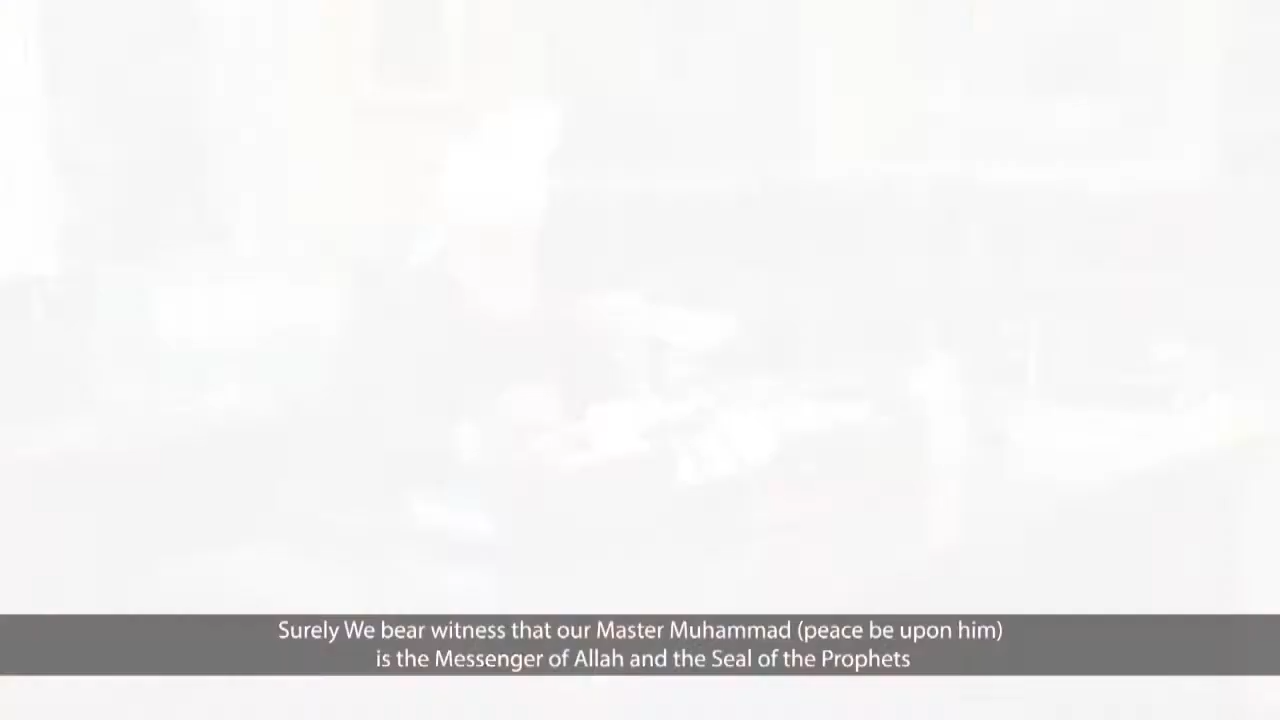 Surely We bear witness that our Master Muhammad (peace be upon him)
is the Messenger of Allah and the Seal of the Prophets